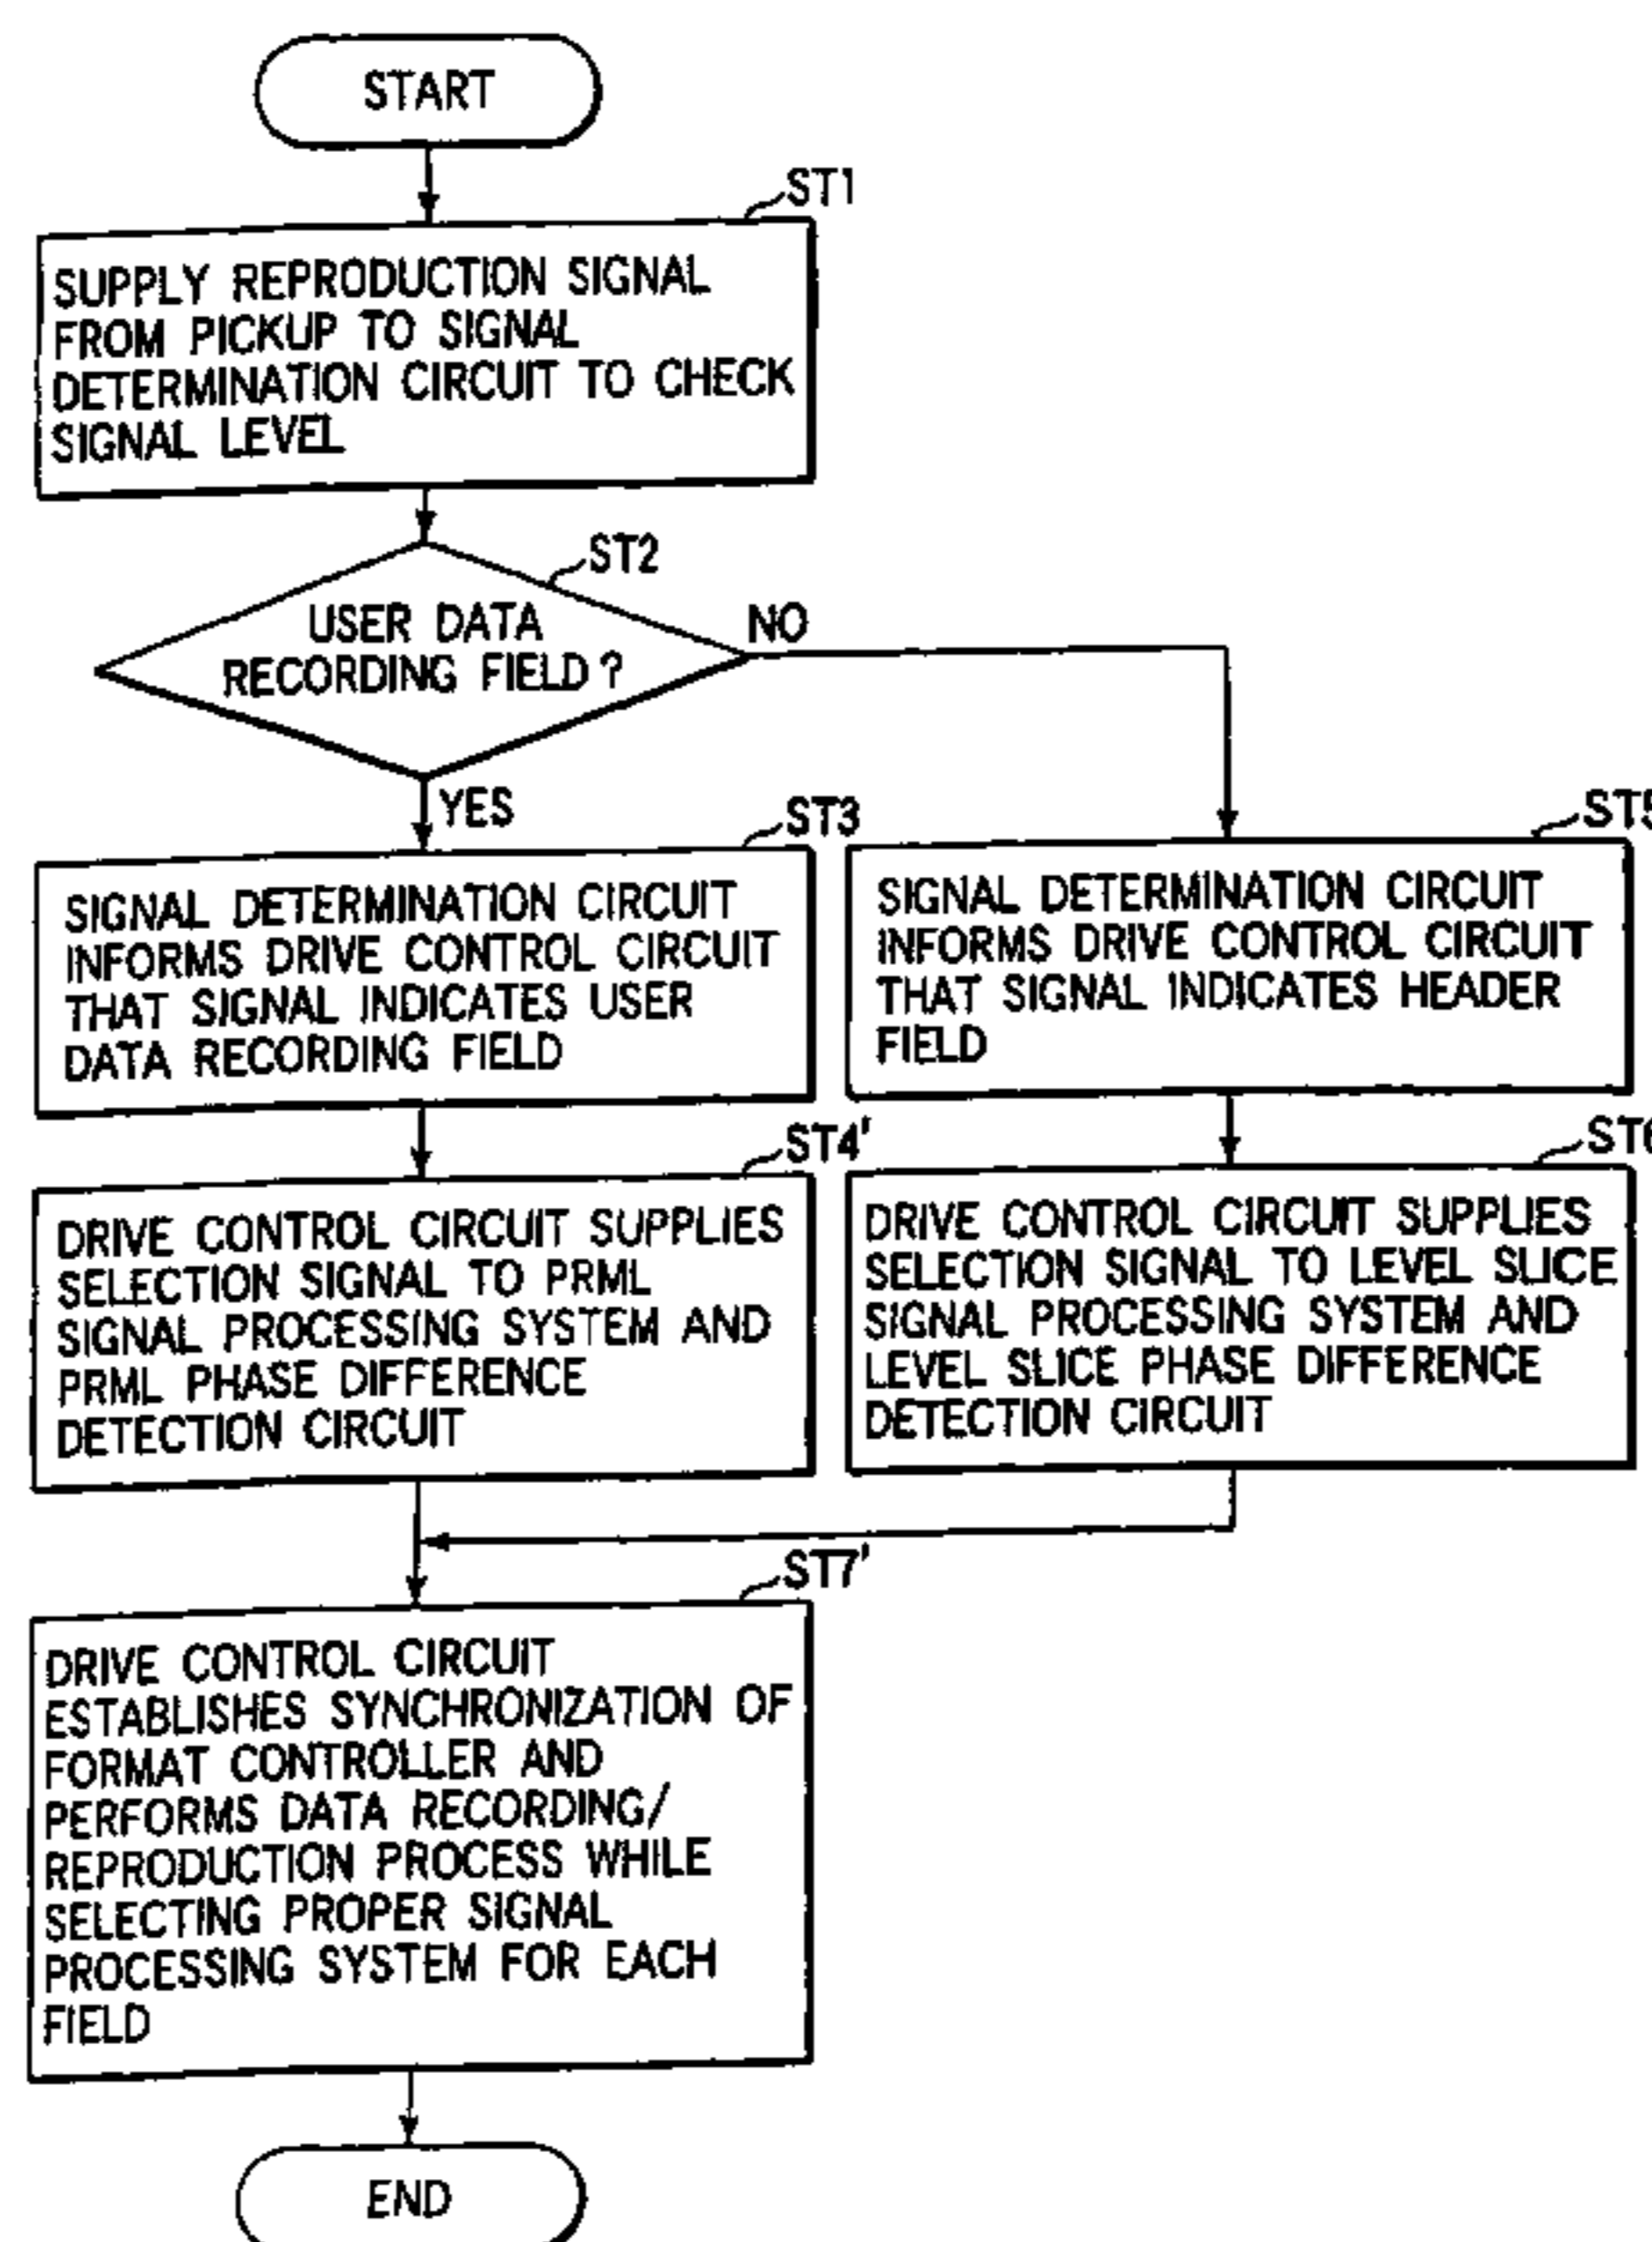 START
ST1
SUPPLY REPRODUCTION SIGNAL
FROM PICKUP TO SIGNAL
DETERMINATION CIRCUIT TO CHECK
SIGNAL LEVEL
ST2
USER DATA
RECORDING FIELD?
NO
YES
ST3
SIGNAL DETERMINATION CIRCUIT
INFORMS DRIVE CONTROL CIRCUIT
THAT SIGNAL INDICATES USER
DATA RECORDING FIELD
ST5
SIGNAL DETERMINATION CIRCUIT
INFORMS DRIVE CONTROL CIRCUIT
THAT SIGNAL INDICATES HEADER
FIELD
ST4'
DRIVE CONTROL CIRCUIT SUPPLIES
SELECTION SIGNAL TO PRML
SIGNAL PROCESSING SYSTEM AND
PRML PHASE DIFFERENCE
DETECTION CIRCUIT
ST6
DRIVE CONTROL CIRCUIT SUPPLIES
SELECTION SIGNAL TO LEVEL SLICE
SIGNAL PROCESSING SYSTEM AND
LEVEL SLICE PHASE DIFFERENCE
DETECTION CIRCUIT
ST7'
DRIVE CONTROL CIRCUIT
ESTABLISHES SYNCHRONIZATION OF
FORMAT CONTROLLER AND
PERFORMS DATA RECORDING/
REPRODUCTION PROCESS WHILE
SELECTING PROPER SIGNAL
PROCESSING SYSTEM FOR EACH
FIELD
END